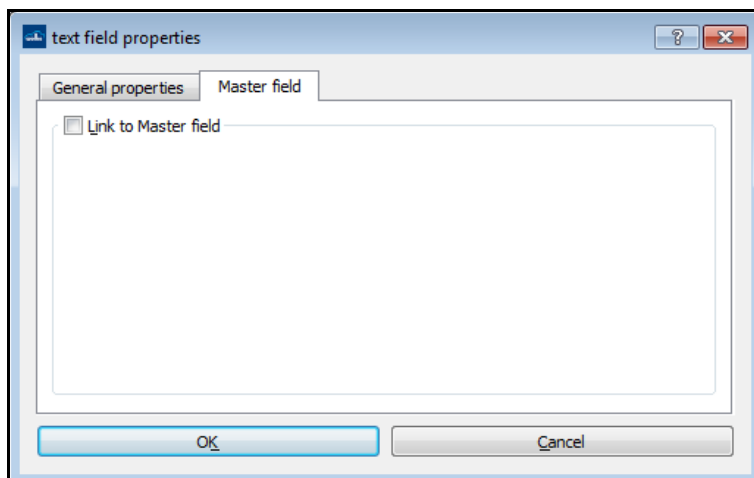 text field properties
General properties Master field
Link to Master field
OK Cancel